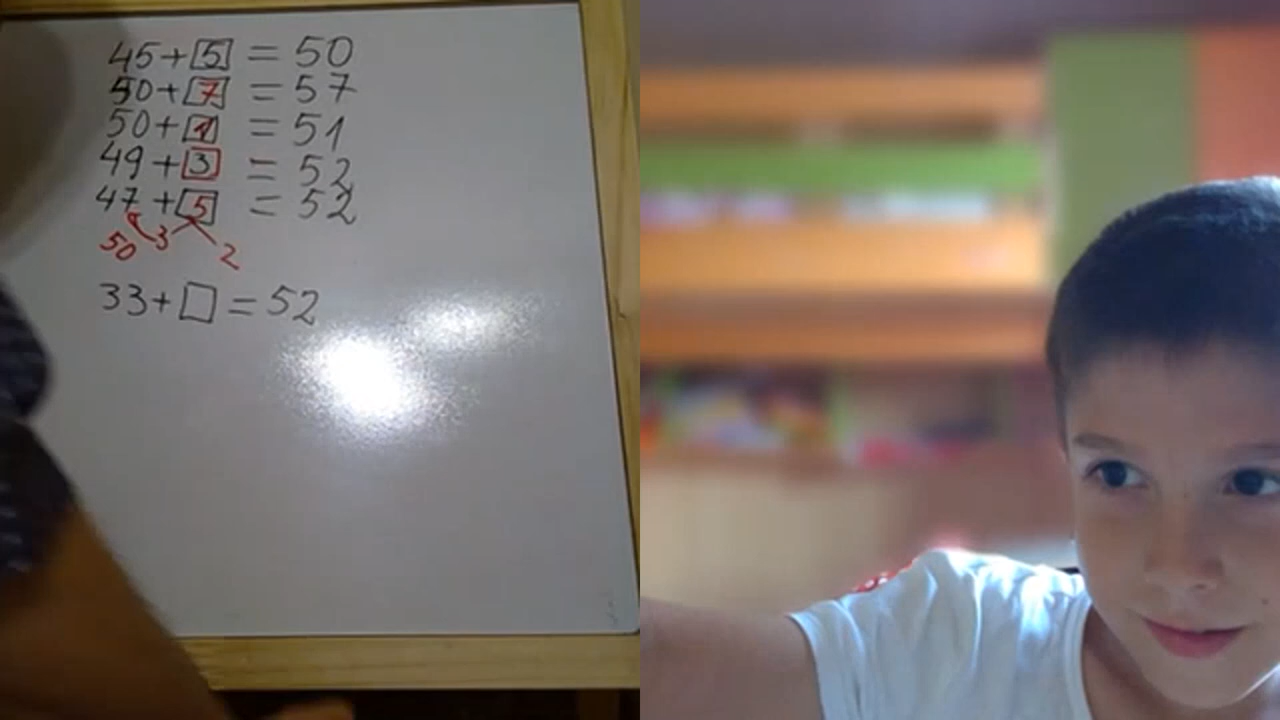 45+5 = 50
50+7 = 57
50+1 = 51
49+3 = 52
47+5 = 52
50 3 2
33+□=52